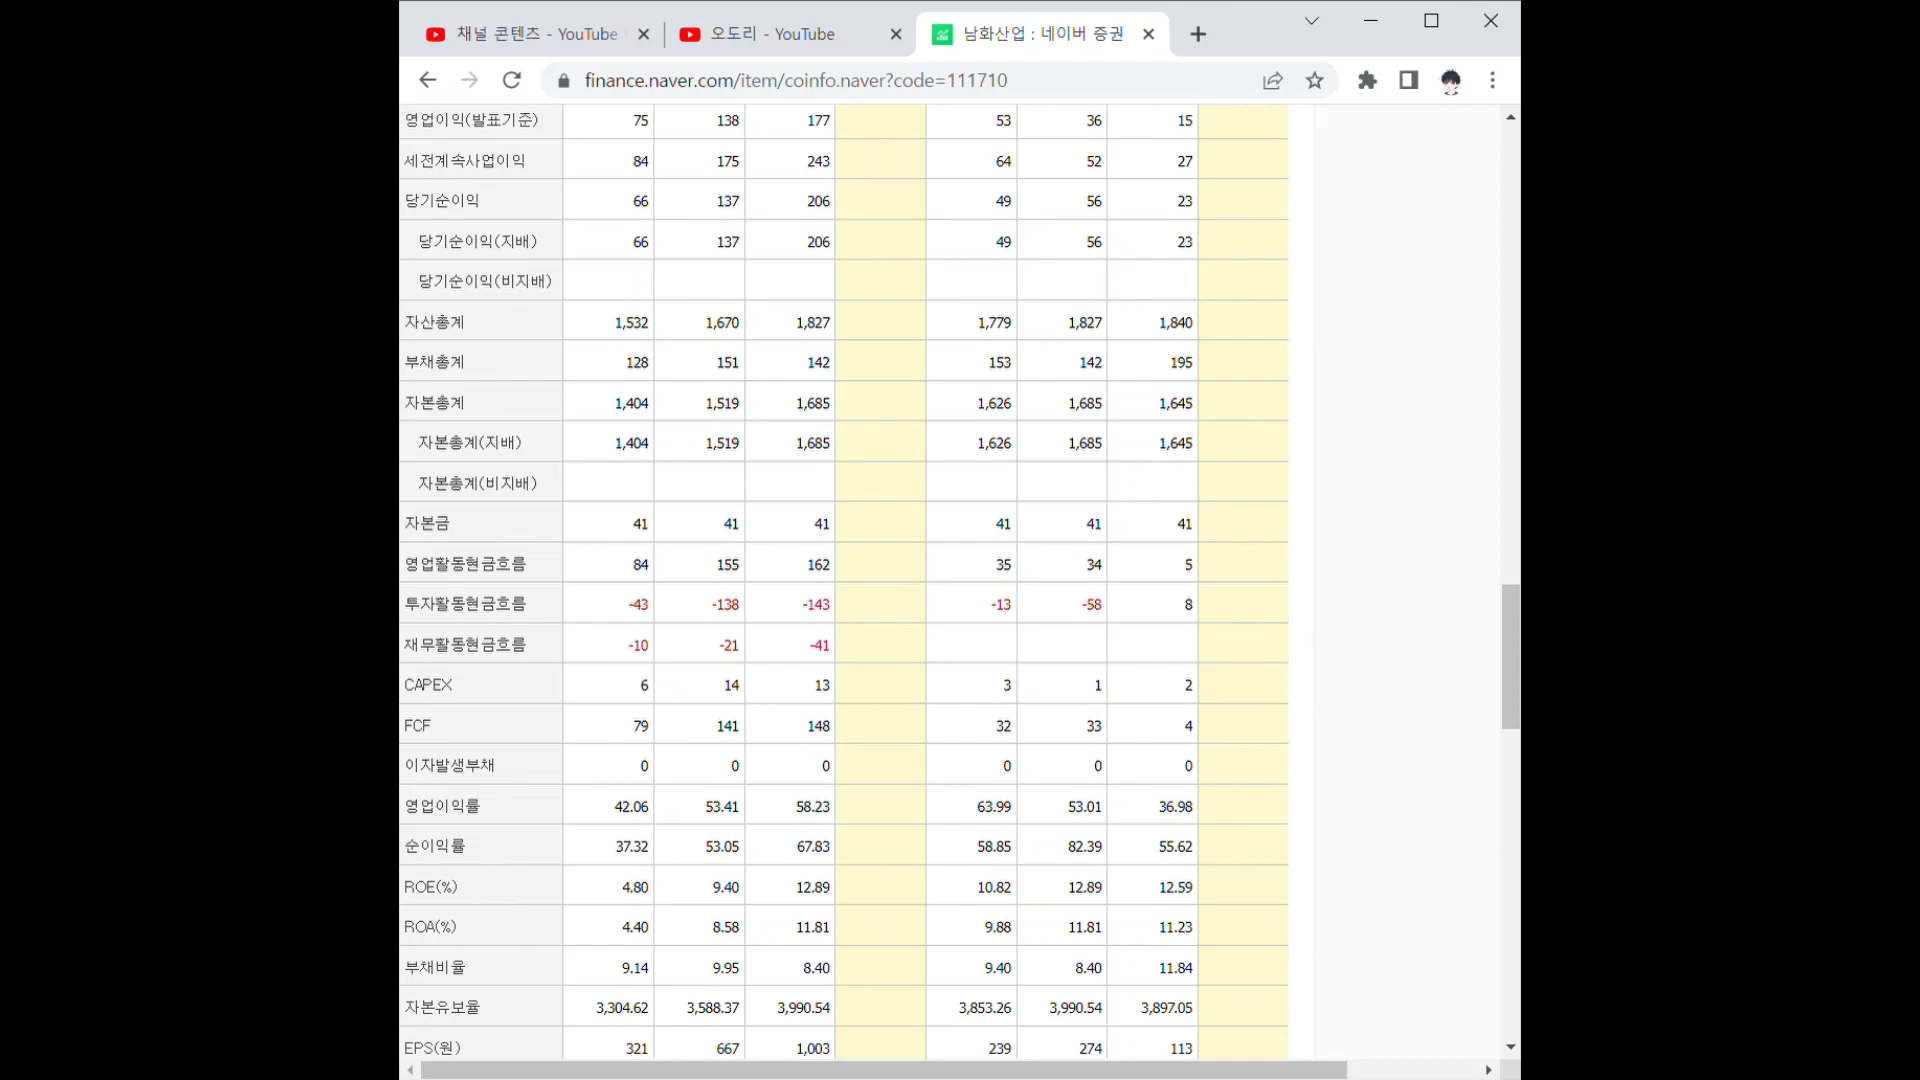 채널 콘텐츠 - YouTube
오도리 - YouTube
남화산업 : 네이버 증권
finance.naver.com/item/coinfo.naver?code=111710
영업이익(발표기준) 75 138 177 53 36 15
세전계속사업이익 84 175 243 64 52 27
당기순이익 66 137 206 49 56 23
당기순이익(지배) 66 137 206 49 56 23
당기순이익(비지배)
자산총계 1,532 1,670 1,827 1,779 1,827 1,840
부채총계 128 151 142 153 142 195
자본총계 1,404 1,519 1,685 1,626 1,685 1,645
자본총계(지배) 1,404 1,519 1,685 1,626 1,685 1,645
자본총계(비지배)
자본금 41 41 41 41 41 41
영업활동현금흐름 84 155 162 35 34 5
투자활동현금흐름 -43 -138 -143 -13 -58 8
재무활동현금흐름 -10 -21 -41
CAPEX 6 14 13 3 1 2
FCF 79 141 148 32 33 4
이자발생부채 0 0 0 0 0 0
영업이익률 42.06 53.41 58.23 63.99 53.01 36.98
순이익률 37.32 53.05 67.83 58.85 82.39 55.62
ROE(%) 4.80 9.40 12.89 10.82 12.89 12.59
ROA(%) 4.40 8.58 11.81 9.88 11.81 11.23
부채비율 9.14 9.95 8.40 9.40 8.40 11.84
자본유보율 3,304.62 3,588.37 3,990.54 3,853.26 3,990.54 3,897.05
EPS(원) 321 667 1,003 239 274 113